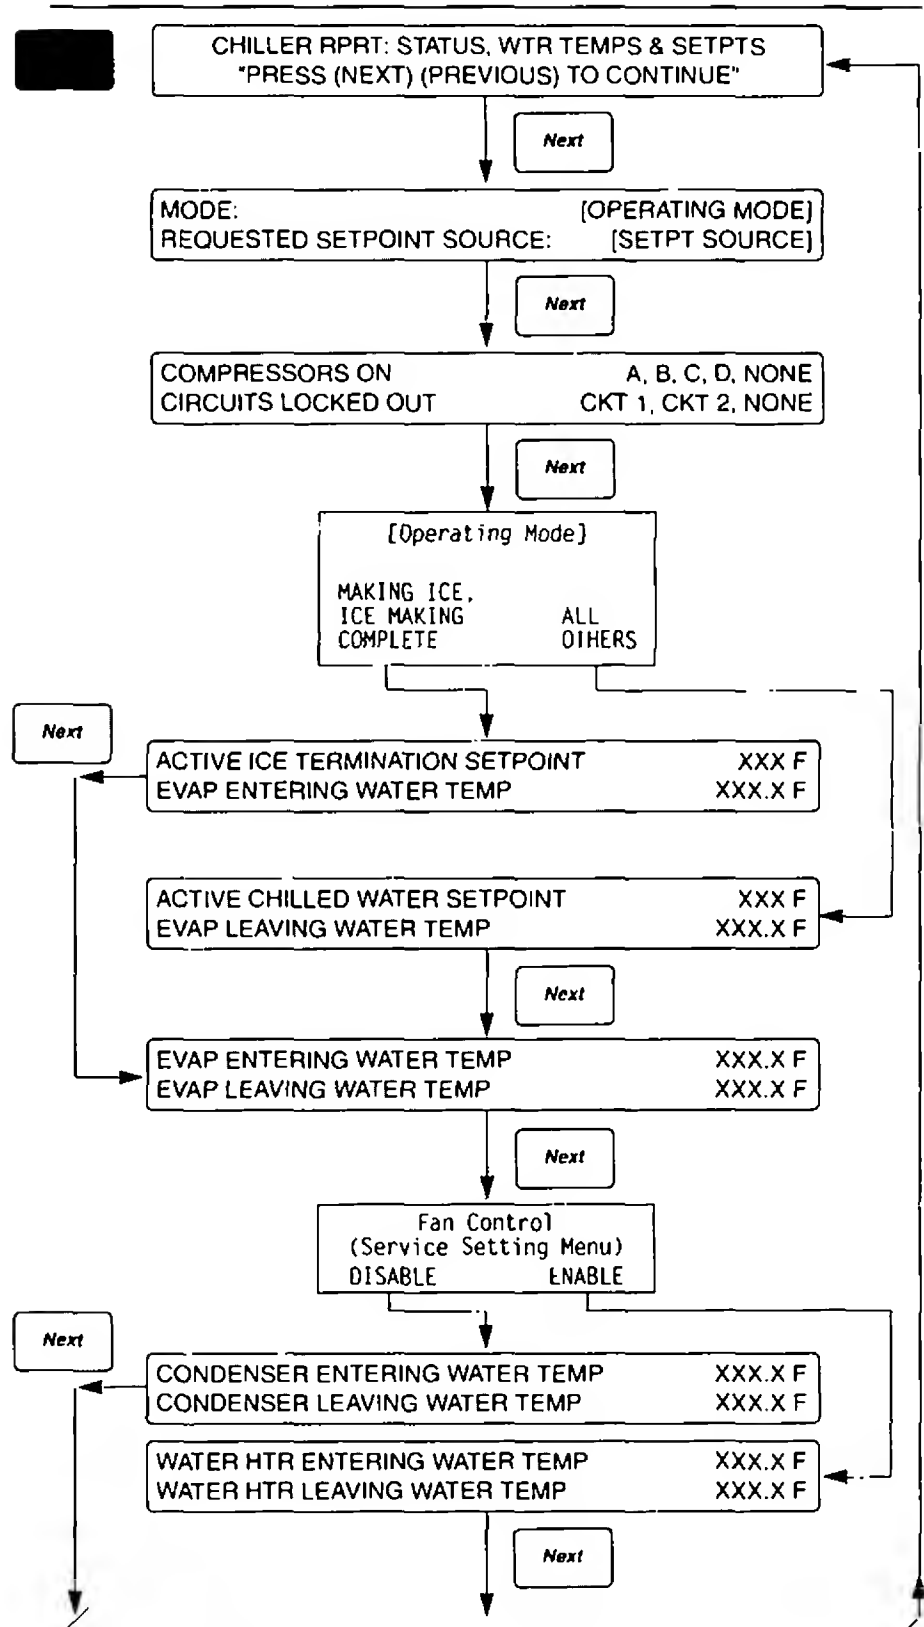 CHILLER RPRT: STATUS, WTR TEMPS & SETPTS
"PRESS (NEXT) (PREVIOUS) TO CONTINUE"
Next
MODE: [OPERATING MODE]
REQUESTED SETPOINT SOURCE: [SETPT SOURCE]
Next
COMPRESSORS ON A, B, C, D, NONE
CIRCUITS LOCKED OUT CKT 1, CKT 2, NONE
Next
[Operating Mode]
MAKING ICE,
ICE MAKING ALL
COMPLETE OTHERS
Next
ACTIVE ICE TERMINATION SETPOINT XXX F
EVAP ENTERING WATER TEMP XXX.X F
ACTIVE CHILLED WATER SETPOINT XXX F
EVAP LEAVING WATER TEMP XXX.X F
Next
EVAP ENTERING WATER TEMP XXX.X F
EVAP LEAVING WATER TEMP XXX.X F
Next
Fan Control
(Service Setting Menu)
DISABLE ENABLE
Next
CONDENSER ENTERING WATER TEMP XXX.X F
CONDENSER LEAVING WATER TEMP XXX.X F
WATER HTR ENTERING WATER TEMP XXX.X F
WATER HTR LEAVING WATER TEMP XXX.X F
Next